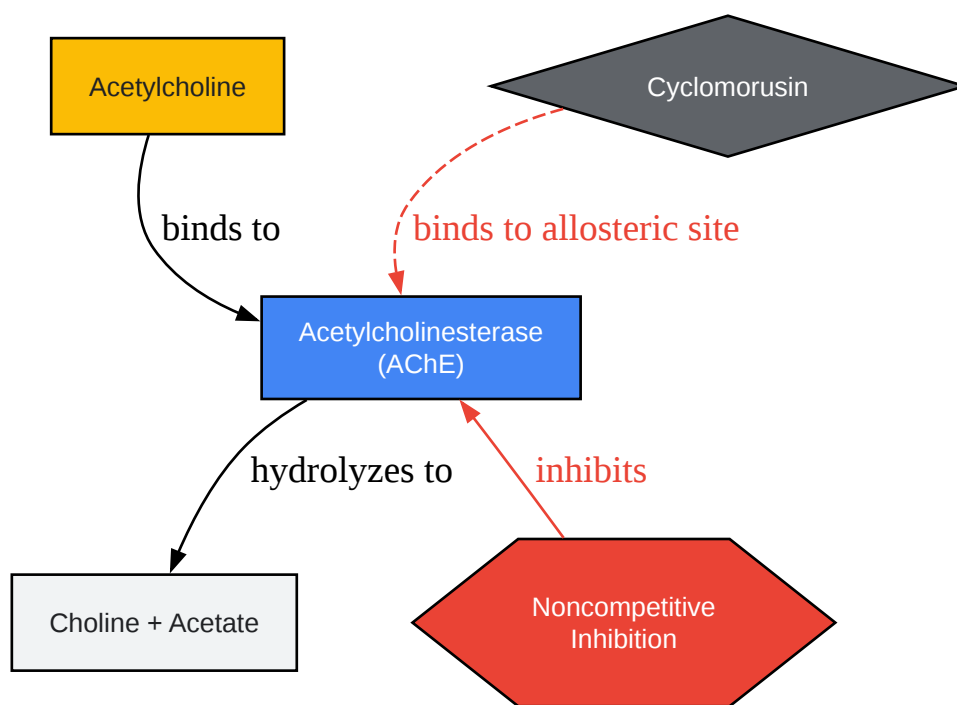 Acetylcholine
Cyclomorusin
binds to
binds to allosteric site
Acetylcholinesterase
(AChE)
hydrolyzes to
inhibits
Choline + Acetate
Noncompetitive
Inhibition